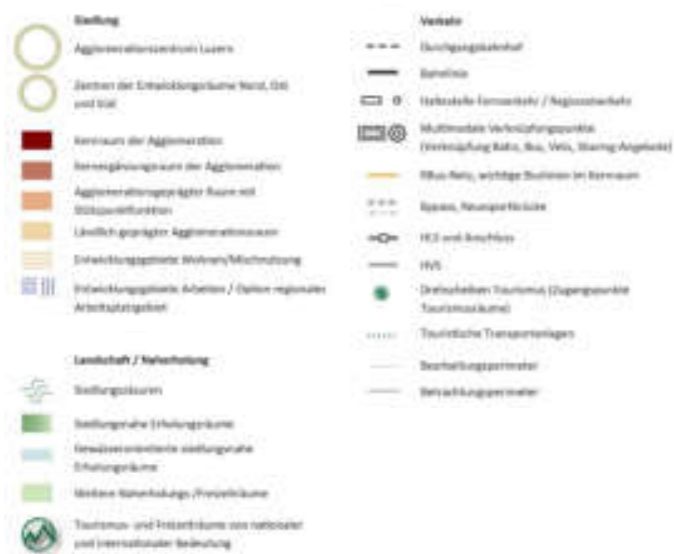 Siedlung
Agglomerationszentrum Luzern
Zentren der Entwicklungsräume Nord, Ost
und Süd
Kernraum der Agglomeration
Kernergänzungsraum der Agglomeration
Agglomerationsgeprägter Raum mit
Stützpunktfunktion
Ländlich geprägter Agglomerationsraum
Entwicklungsgebiete Wohnen/Mischnutzung
Entwicklungsgebiete Arbeiten / Option regionales
Arbeitsplatzgebiet
Landschaft / Naherholung
Siedlungszäsuren
Siedlungsnahe Erholungsräume
Gewässerorientierte siedlungsnahe
Erholungsräume
Weitere Naherholungs-/Freizeiträume
Tourismus- und Freizeiträume von nationaler
und internationaler Bedeutung
Verkehr
Durchgangsbahnhof
Bahnlinie
Haltestelle Fernverkehr / Regionalverkehr
Multimodale Verknüpfungspunkte
(Verknüpfung Bahn, Bus, Velo, Sharing-Angebote)
RBus-Netz, wichtige Buslinien im Kernraum
Bypass, Reussportbrücke
HLS und Anschluss
HVS
Drehscheiben Tourismus (Zugangspunkte
Tourismusräume)
Touristische Transportanlagen
Bearbeitungsperimeter
Betrachtungsperimeter